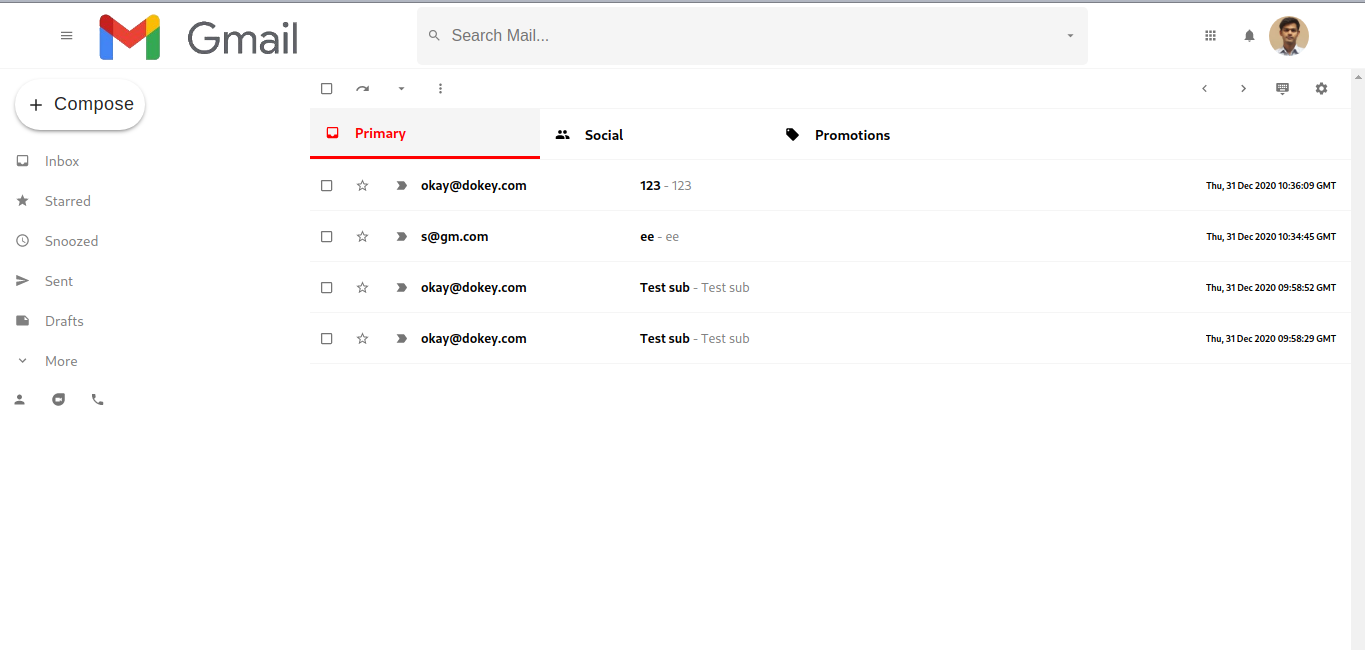 Gmail
Search Mail...
Compose
Inbox
Starred
Snoozed
Sent
Drafts
More
Primary Social Promotions
okay@dokey.com 123 - 123 Thu, 31 Dec 2020 10:36:09 GMT
s@gm.com ee - ee Thu, 31 Dec 2020 10:34:45 GMT
okay@dokey.com Test sub - Test sub Thu, 31 Dec 2020 09:58:52 GMT
okay@dokey.com Test sub - Test sub Thu, 31 Dec 2020 09:58:29 GMT